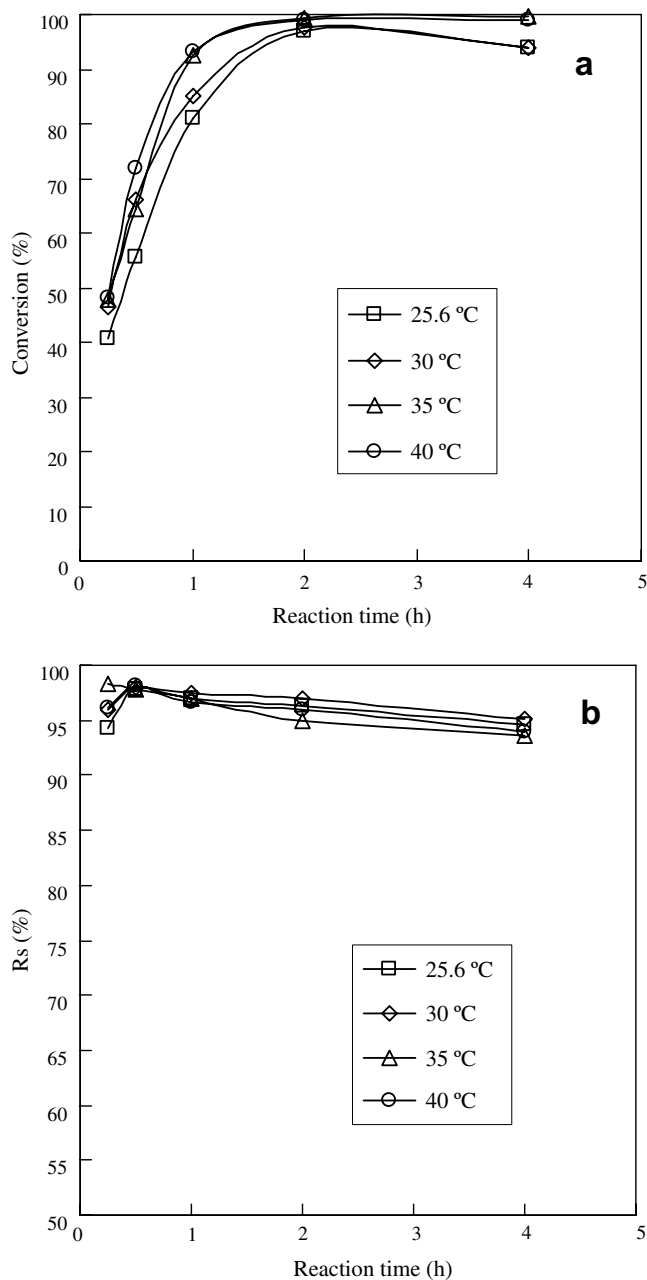 100
90
80
70
60
50
40
30
20
10
0
Conversion (%)
a
25.6 ºC
30 ºC
35 ºC
40 ºC
0 1 2 3 4 5
Reaction time (h)
100
95
90
85
80
75
70
65
60
55
50
Rs (%)
b
25.6 ºC
30 ºC
35 ºC
40 ºC
0 1 2 3 4 5
Reaction time (h)